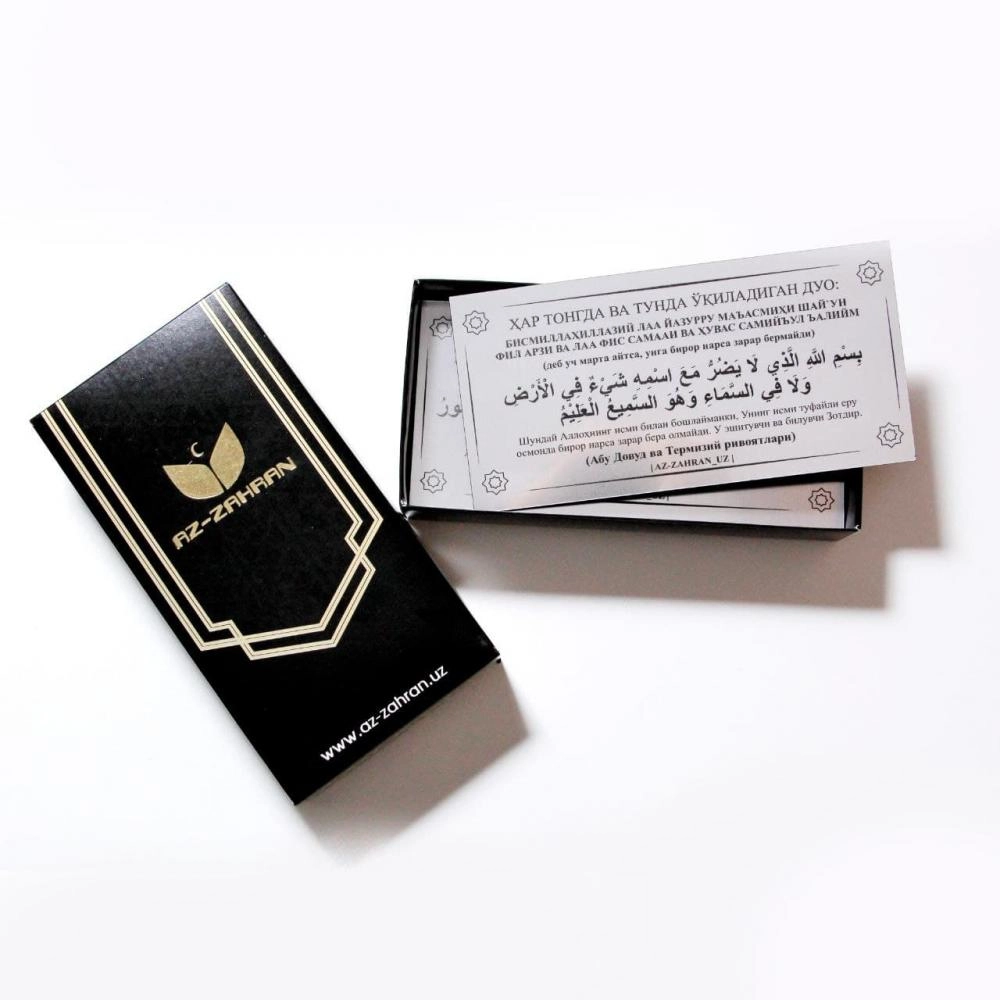 AZ-ZAHRAN
www.az-zahran.uz
ҲАР ТОНГДА ВА ТУНДА ЎҚИЛАДИГАН ДУО:
БИСМИЛЛАҲИЛЛАЗИЙ ЛАА ЙАЗУРРУ МАЪАСМИҲИ ШАЙ'УН
ФИЛ АРЗИ ВА ЛАА ФИС САМААИ ВА ҲУВАС САМИЙЪУЛ ЪАЛИЙМ
(деб уч марта айтса, унга бирор нарса зарар бермайди)
بِسْمِ اللَّهِ الَّذِي لَا يَضُرُّ مَعَ اسْمِهِ شَيْءٌ فِي الْأَرْضِ
وَلَا فِي السَّمَاءِ وَهُوَ السَّمِيعُ الْعَلِيمُ
Шундай Аллоҳнинг исми билан бошлайманки, Унинг исми туфайли еру
осмонда бирор нарса зарар бера олмайди. У эшитувчи ва билувчи Зотдир.
(Абу Довуд ва Термизий ривоятлари)
| AZ-ZAHRAN_UZ |